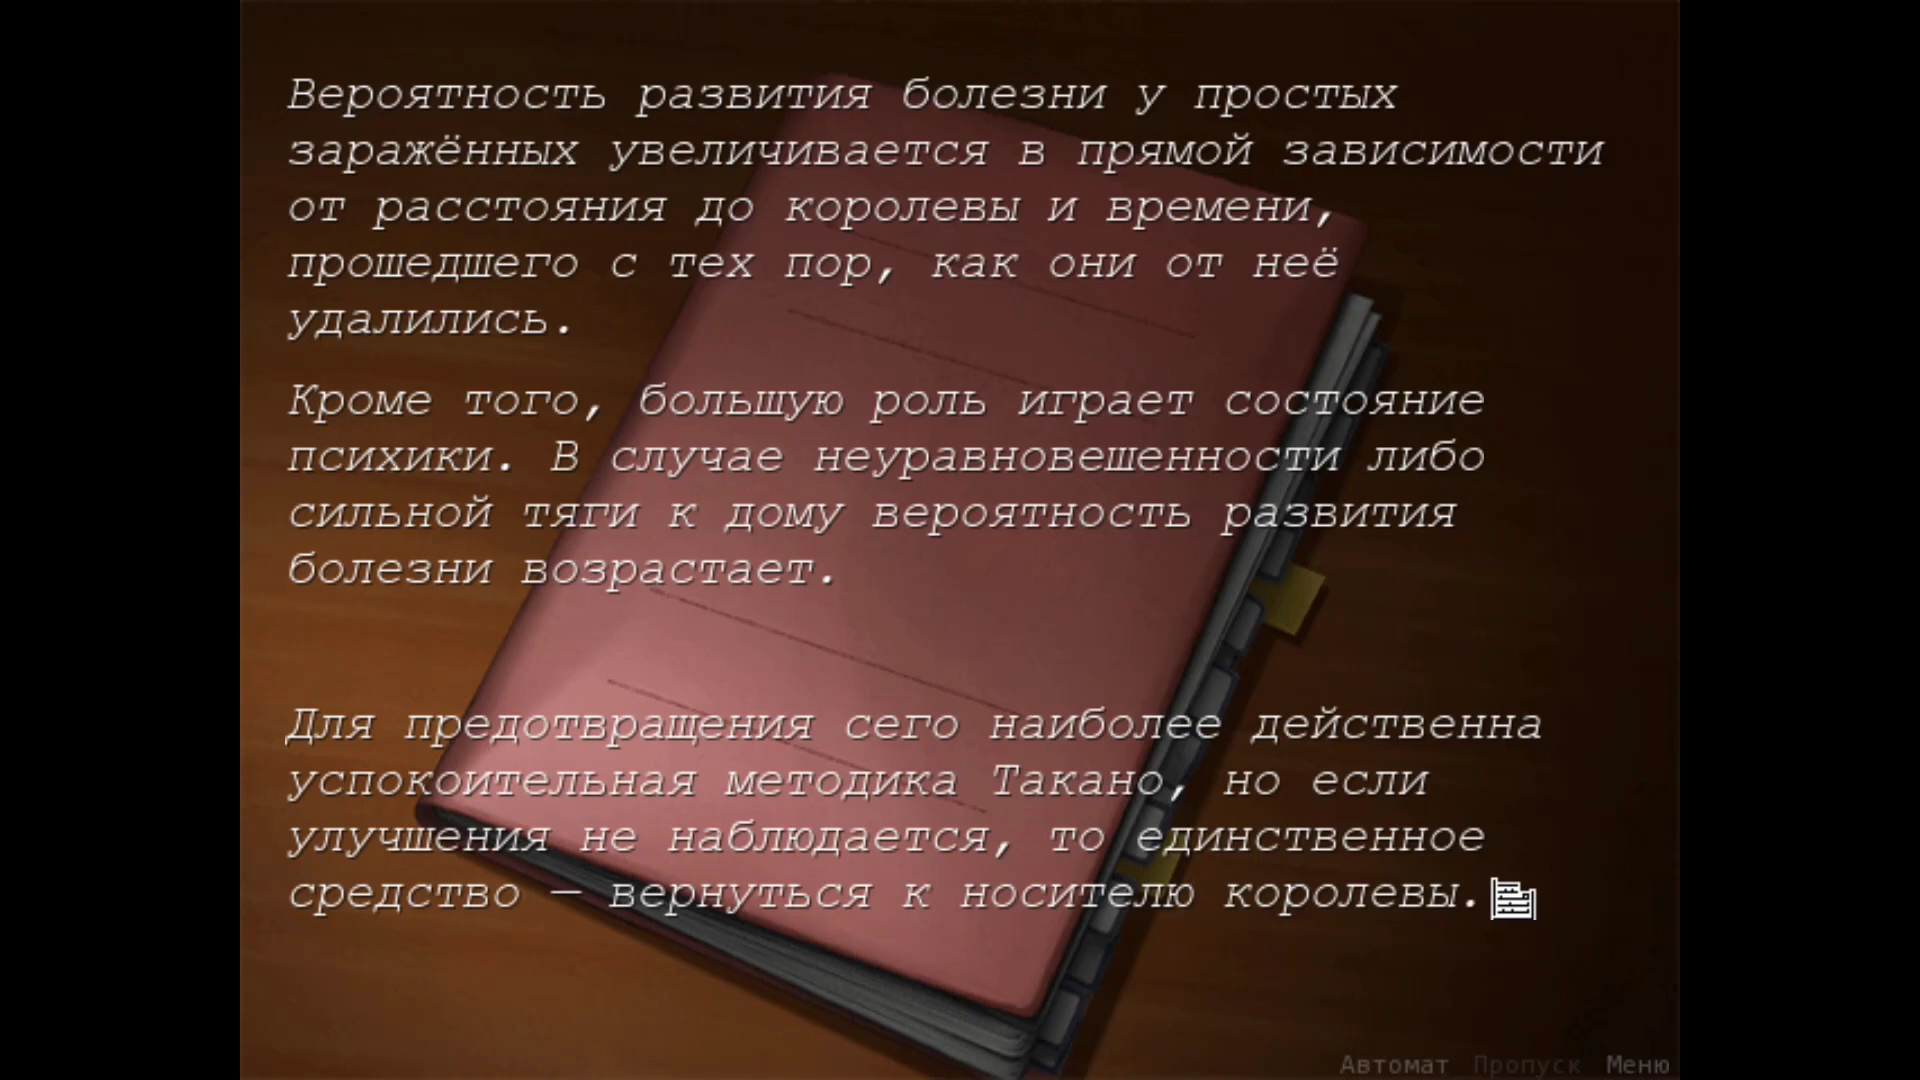 Вероятность развития болезни у простых
заражённых увеличивается в прямой зависимости
от расстояния до королевы и времени,
прошедшего с тех пор, как они от неё
удалились.
Кроме того, большую роль играет состояние
психики. В случае неуравновешенности либо
сильной тяги к дому вероятность развития
болезни возрастает.
Для предотвращения сего наиболее действенна
успокоительная методика Такано, но если
улучшения не наблюдается, то единственное
средство — вернуться к носителю королевы.
Автомат Пропуск Меню